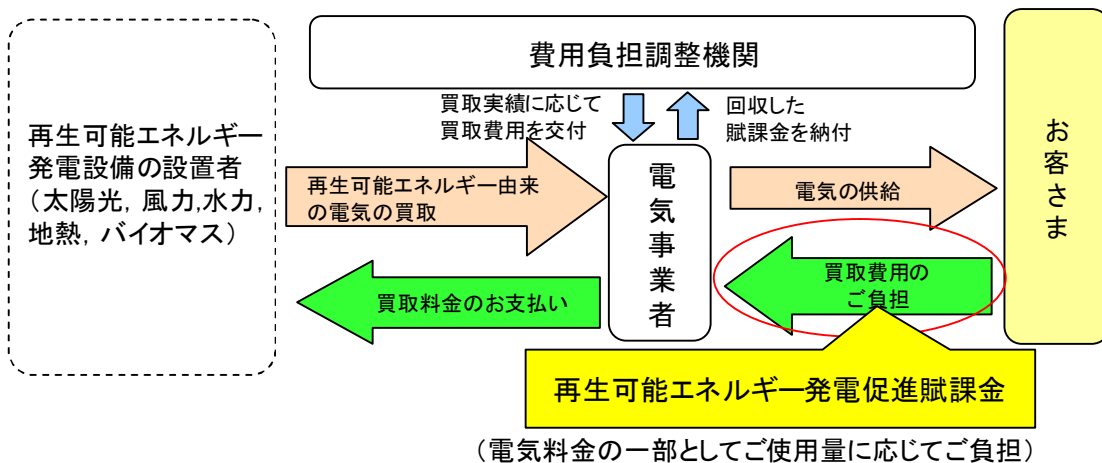 費用負担調整機関
買取実績に応じて
買取費用を交付
回収した
賦課金を納付
再生可能エネルギー
発電設備の設置者
（太陽光，風力,水力，
地熱，バイオマス）
再生可能エネルギー由来
の電気の買取
電気事業者
電気の供給
お客さま
買取料金のお支払い
買取費用の
ご負担
再生可能エネルギー発電促進賦課金
（電気料金の一部としてご使用量に応じてご負担）